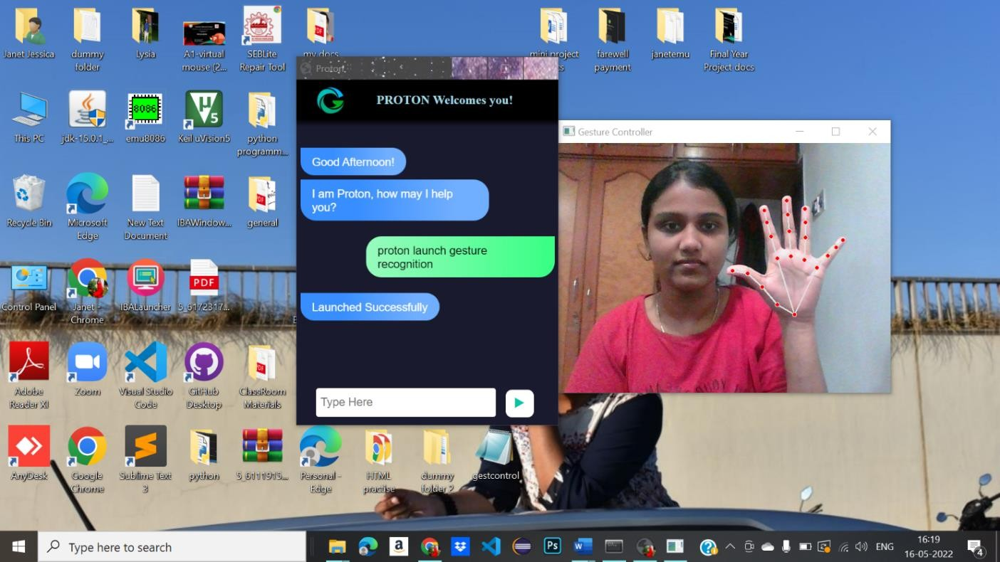 Janet Jessica
dummy
folder
Lysia
A1-virtual
mouse (2...
SEBLite
Repair Tool
my docs
mini project
farewell
payment
janetemu
Final Year
Project docs
This PC
jdk-15.0.1_...
8086
emu8086
μ
V5
Keil uVision5
python
programm...
Recycle Bin
Microsoft
Edge
New Text
Document
IBAWindow...
general
Control Panel
Janet -
Chrome
IBALauncher
PDF
5_6172317...
Adobe
Reader XI
Zoom
Visual Studio
Code
GitHub
Desktop
ClassRoom
Materials
AnyDesk
Google
Chrome
Sublime Text
3
python
5_6111915...
Personal -
Edge
HTML
practise
dummy
folder 2
gestcontrol
Proton
PROTON Welcomes you!
Good Afternoon!
I am Proton, how may I help
you?
proton launch gesture
recognition
Launched Successfully
Type Here
Gesture Controller
Type here to search
a
Ps
W
ENG
16:19
16-05-2022
4